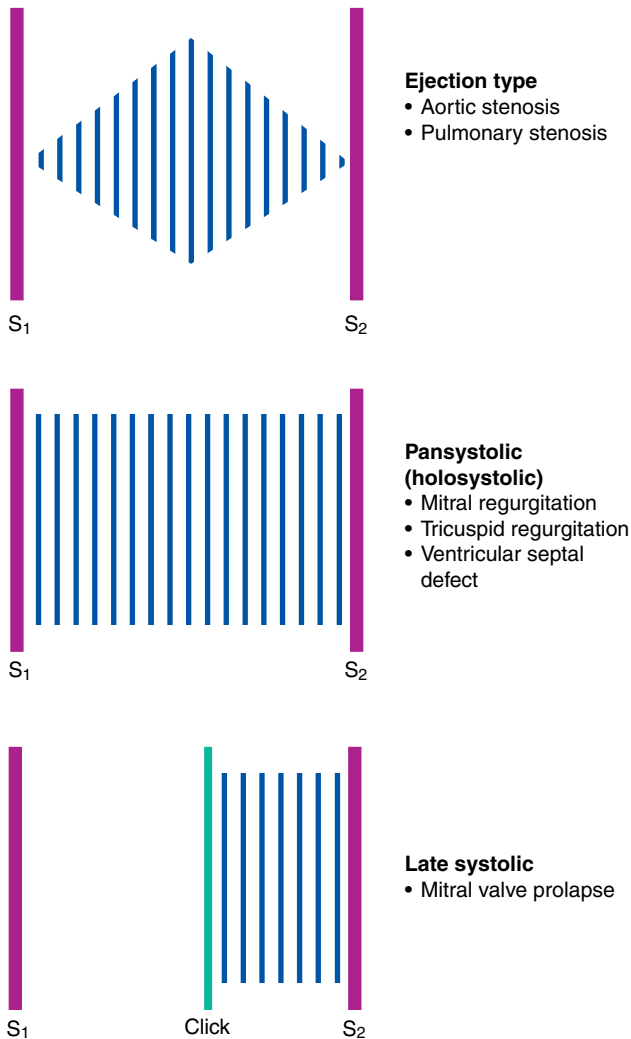 Ejection type
• Aortic stenosis
• Pulmonary stenosis
S₁ S₂
Pansystolic
(holosystolic)
• Mitral regurgitation
• Tricuspid regurgitation
• Ventricular septal
defect
S₁ S₂
Late systolic
• Mitral valve prolapse
S₁ Click S₂